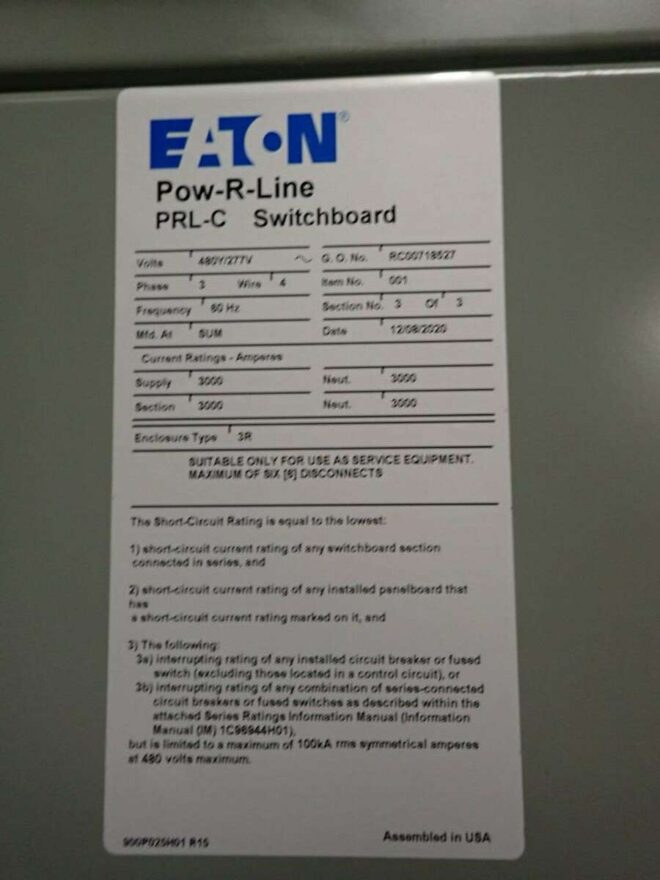 EATON®
Pow-R-Line
PRL-C Switchboard
Volts 480Y/277V ~ G. O. No. RC00718527
Phase 3 Wire 4 Item No. 001
Frequency 60 Hz Section No. 3 Of 3
Mfd. At SUM Date 12/08/2020
Current Ratings - Amperes
Supply 3000 Neut. 3000
Section 3000 Neut. 3000
Enclosure Type 3R
SUITABLE ONLY FOR USE AS SERVICE EQUIPMENT.
MAXIMUM OF SIX [6] DISCONNECTS
The Short-Circuit Rating is equal to the lowest:
1) short-circuit current rating of any switchboard section
connected in series, and
2) short-circuit current rating of any installed panelboard that
has
a short-circuit current rating marked on it, and
3) The following:
3a) interrupting rating of any installed circuit breaker or fused
switch (excluding those located in a control circuit), or
3b) interrupting rating of any combination of series-connected
circuit breakers or fused switches as described within the
attached Series Ratings Information Manual (Information
Manual (IM) 1C96944H01),
but is limited to a maximum of 100kA rms symmetrical amperes
at 480 volts maximum.
900P025H01 R15 Assembled in USA